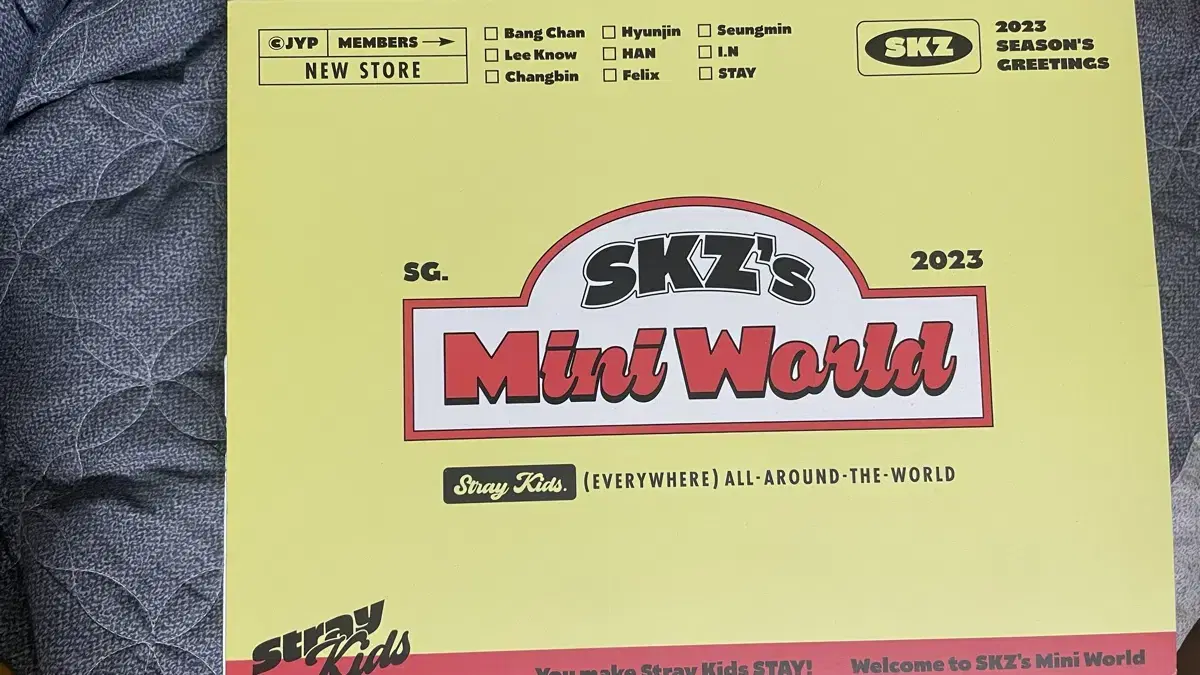 ©JYP MEMBERS →
NEW STORE
Bang Chan
Lee Know
Changbin
Hyunjin
HAN
Felix
Seungmin
I.N
STAY
SKZ
2023
SEASON'S
GREETINGS
SG.
2023
SKZ's
Mini World
Stray Kids. (EVERYWHERE) ALL-AROUND-THE-WORLD
Stray
Kids
You make Stray Kids STAY!
Welcome to SKZ's Mini World